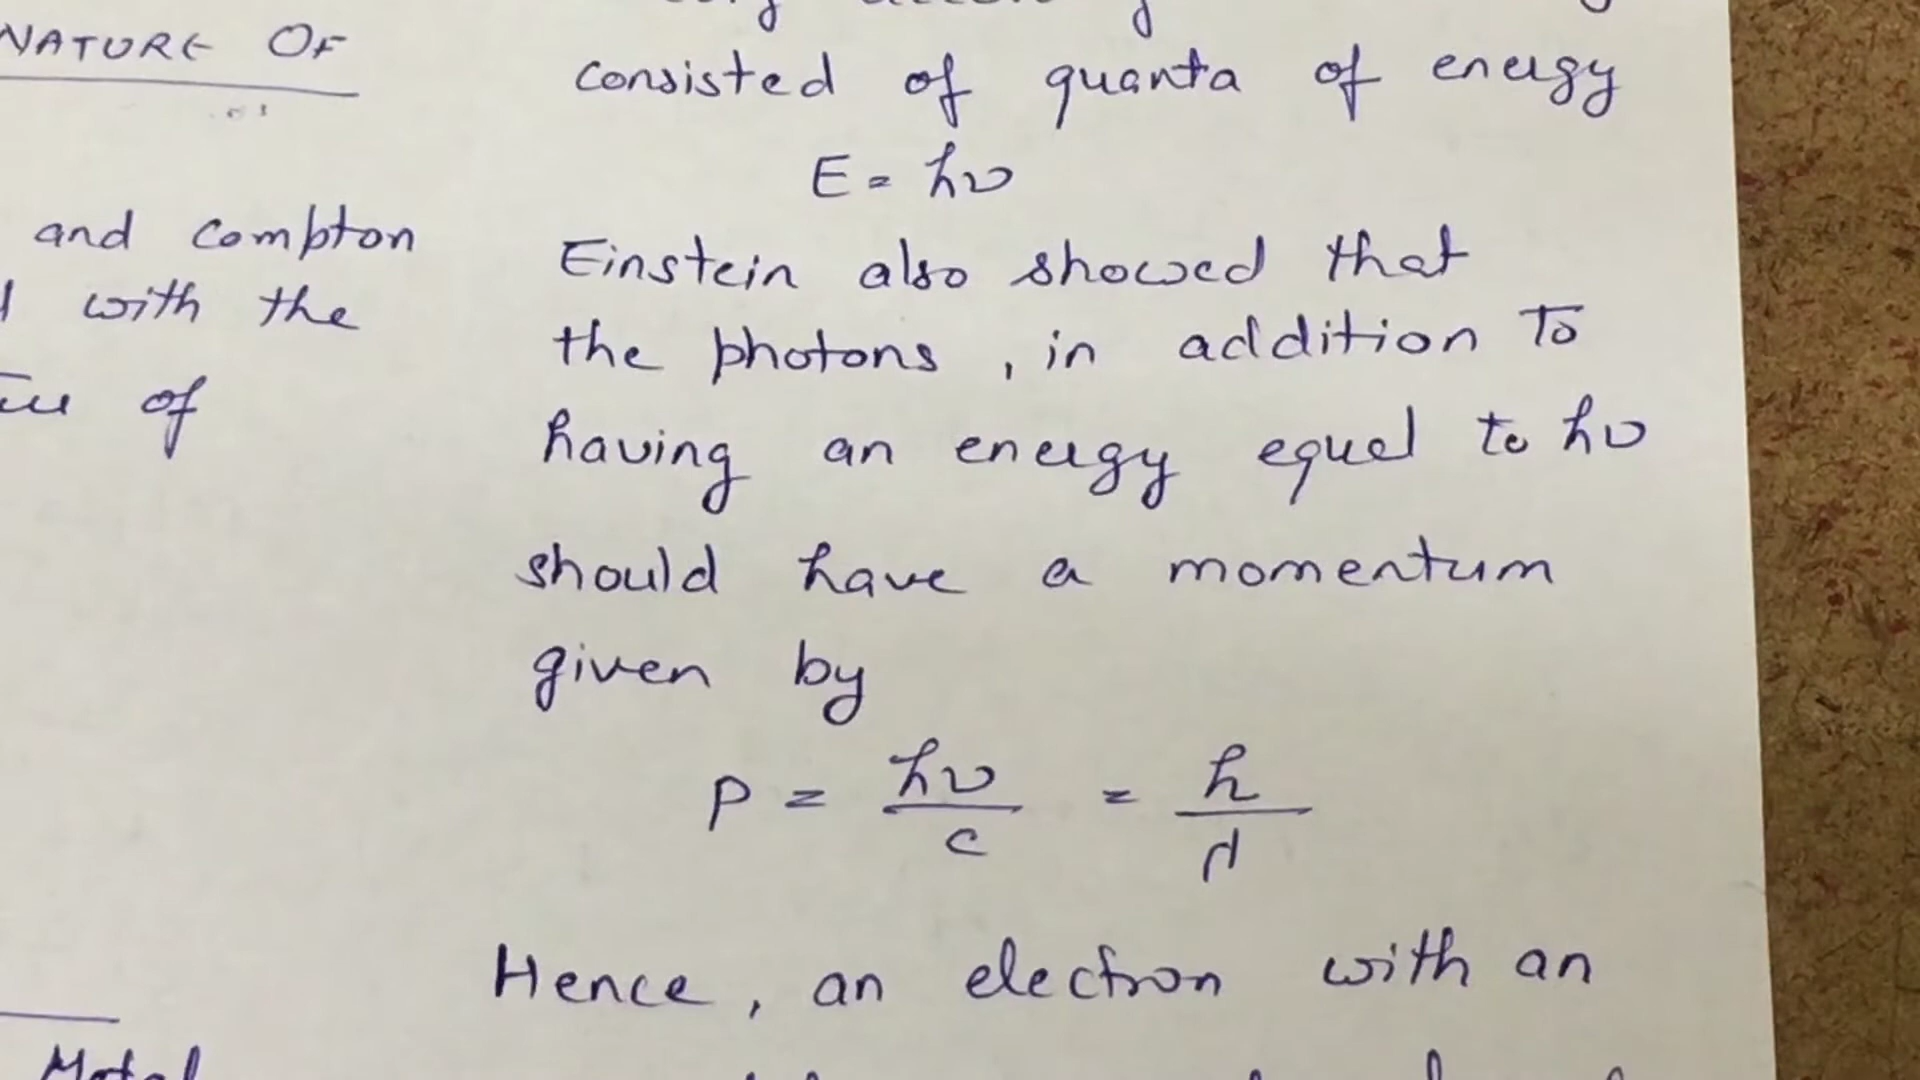 NATURE OF
and Compton
with the
of
consisted of quanta of energy
E = hν
Einstein also showed that
the photons, in addition To
having an energy equal to hν
should have a momentum
given by
P = hν/c = h/λ
Hence, an electron with an
Metal